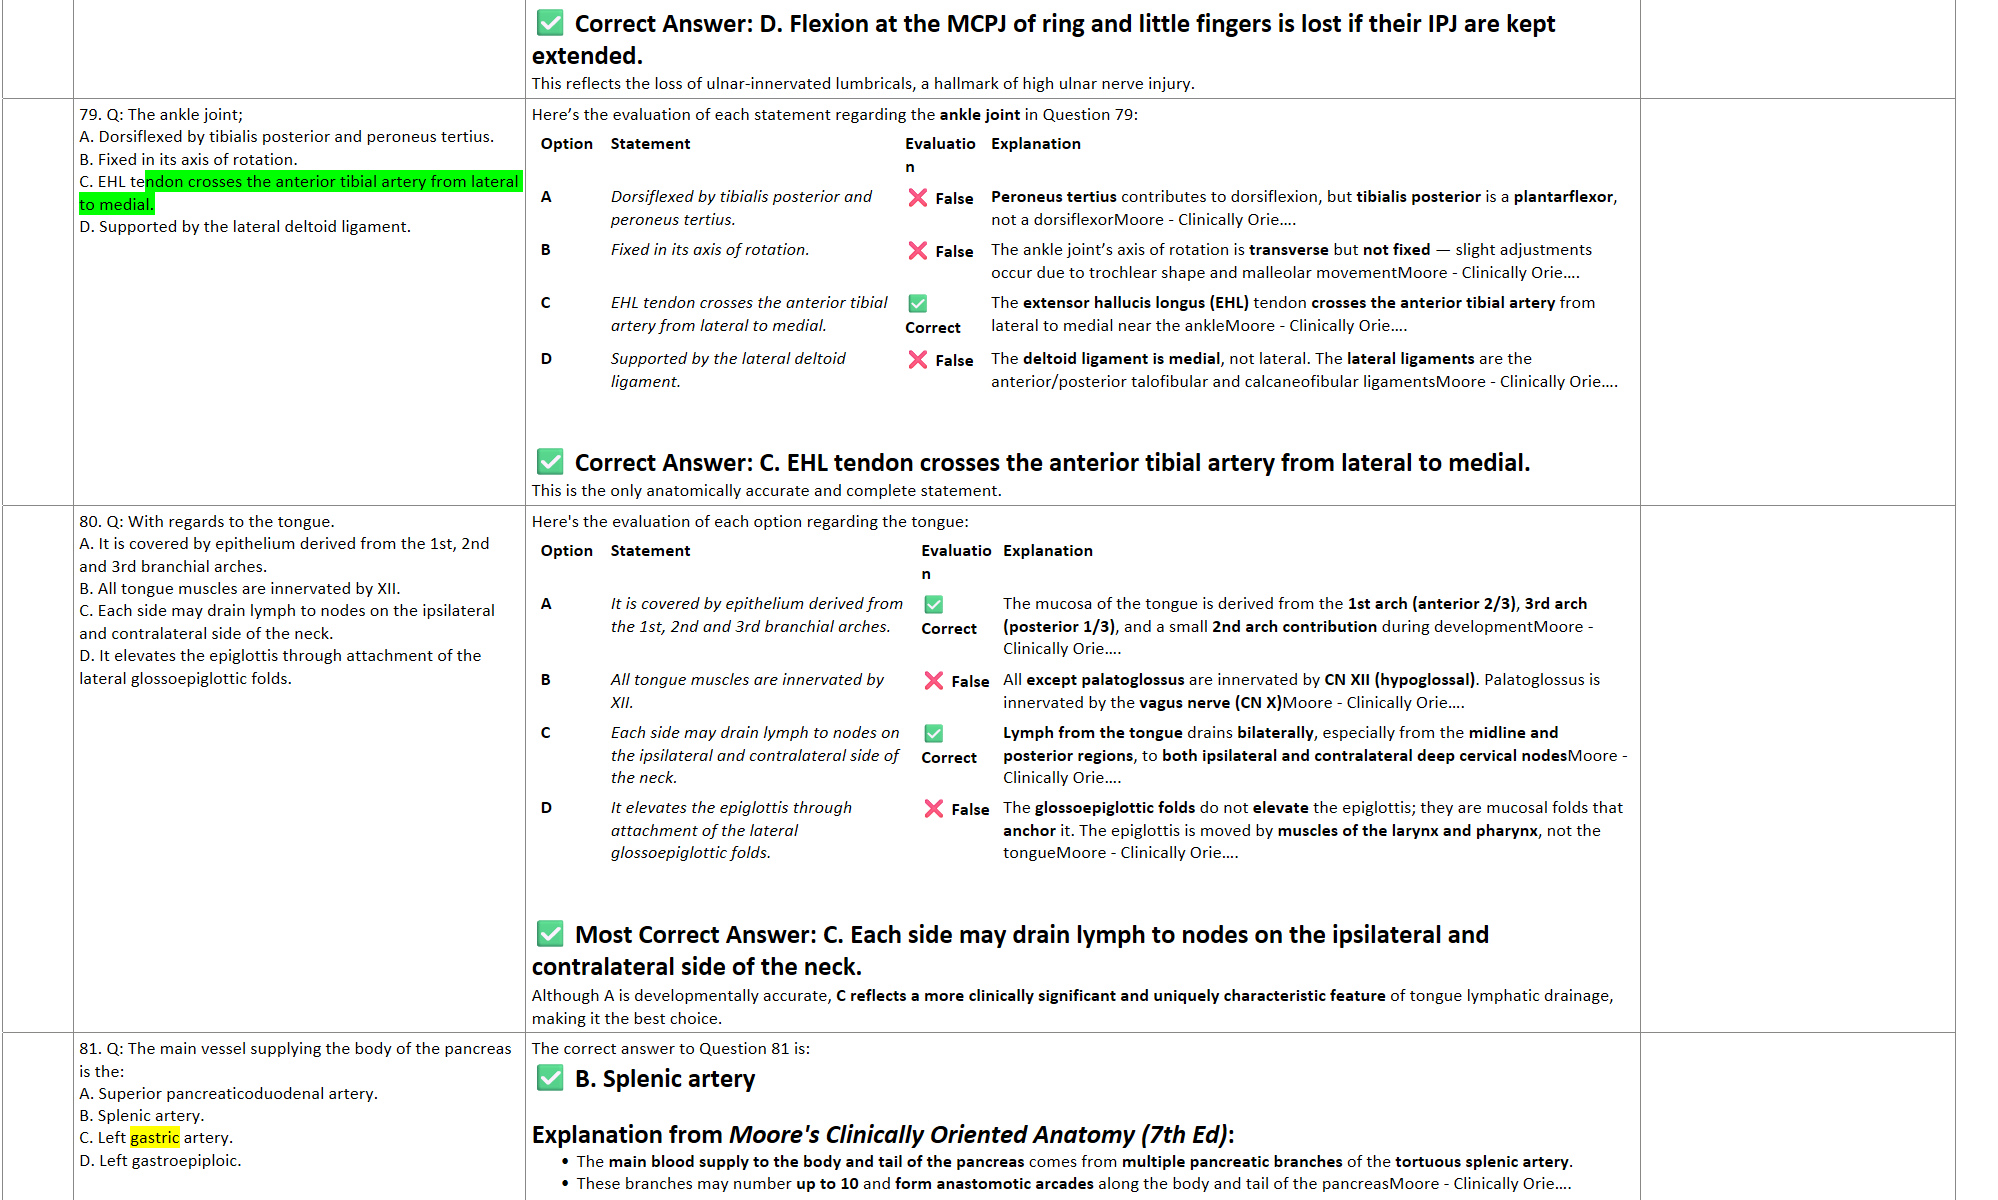 ✅ Correct Answer: D. Flexion at the MCPJ of ring and little fingers is lost if their IPJ are kept
extended.
This reflects the loss of ulnar-innervated lumbricals, a hallmark of high ulnar nerve injury.
79. Q: The ankle joint;
A. Dorsiflexed by tibialis posterior and peroneus tertius.
B. Fixed in its axis of rotation.
C. EHL tendon crosses the anterior tibial artery from lateral
to medial.
D. Supported by the lateral deltoid ligament.
Here’s the evaluation of each statement regarding the ankle joint in Question 79:
Option Statement Evaluatio Explanation
n
A Dorsiflexed by tibialis posterior and ❌ False Peroneus tertius contributes to dorsiflexion, but tibialis posterior is a plantarflexor,
peroneus tertius. not a dorsiflexorMoore - Clinically Orie….
B Fixed in its axis of rotation. ❌ False The ankle joint’s axis of rotation is transverse but not fixed — slight adjustments
occur due to trochlear shape and malleolar movementMoore - Clinically Orie….
C EHL tendon crosses the anterior tibial ✅ The extensor hallucis longus (EHL) tendon crosses the anterior tibial artery from
artery from lateral to medial. Correct lateral to medial near the ankleMoore - Clinically Orie….
D Supported by the lateral deltoid ❌ False The deltoid ligament is medial, not lateral. The lateral ligaments are the
ligament. anterior/posterior talofibular and calcaneofibular ligamentsMoore - Clinically Orie….
✅ Correct Answer: C. EHL tendon crosses the anterior tibial artery from lateral to medial.
This is the only anatomically accurate and complete statement.
80. Q: With regards to the tongue.
A. It is covered by epithelium derived from the 1st, 2nd
and 3rd branchial arches.
B. All tongue muscles are innervated by XII.
C. Each side may drain lymph to nodes on the ipsilateral
and contralateral side of the neck.
D. It elevates the epiglottis through attachment of the
lateral glossoepiglottic folds.
Here's the evaluation of each option regarding the tongue:
Option Statement Evaluatio Explanation
n
A It is covered by epithelium derived from ✅ The mucosa of the tongue is derived from the 1st arch (anterior 2/3), 3rd arch
the 1st, 2nd and 3rd branchial arches. Correct (posterior 1/3), and a small 2nd arch contribution during developmentMoore -
Clinically Orie….
B All tongue muscles are innervated by ❌ False All except palatoglossus are innervated by CN XII (hypoglossal). Palatoglossus is
XII. innervated by the vagus nerve (CN X)Moore - Clinically Orie….
C Each side may drain lymph to nodes on ✅ Lymph from the tongue drains bilaterally, especially from the midline and
the ipsilateral and contralateral side of Correct posterior regions, to both ipsilateral and contralateral deep cervical nodesMoore -
the neck. Clinically Orie….
D It elevates the epiglottis through ❌ False The glossoepiglottic folds do not elevate the epiglottis; they are mucosal folds that
attachment of the lateral anchor it. The epiglottis is moved by muscles of the larynx and pharynx, not the
glossoepiglottic folds. tongueMoore - Clinically Orie….
✅ Most Correct Answer: C. Each side may drain lymph to nodes on the ipsilateral and
contralateral side of the neck.
Although A is developmentally accurate, C reflects a more clinically significant and uniquely characteristic feature of tongue lymphatic drainage,
making it the best choice.
81. Q: The main vessel supplying the body of the pancreas
is the:
A. Superior pancreaticoduodenal artery.
B. Splenic artery.
C. Left gastric artery.
D. Left gastroepiploic.
The correct answer to Question 81 is:
✅ B. Splenic artery
Explanation from Moore's Clinically Oriented Anatomy (7th Ed):
• The main blood supply to the body and tail of the pancreas comes from multiple pancreatic branches of the tortuous splenic artery.
• These branches may number up to 10 and form anastomotic arcades along the body and tail of the pancreasMoore - Clinically Orie….